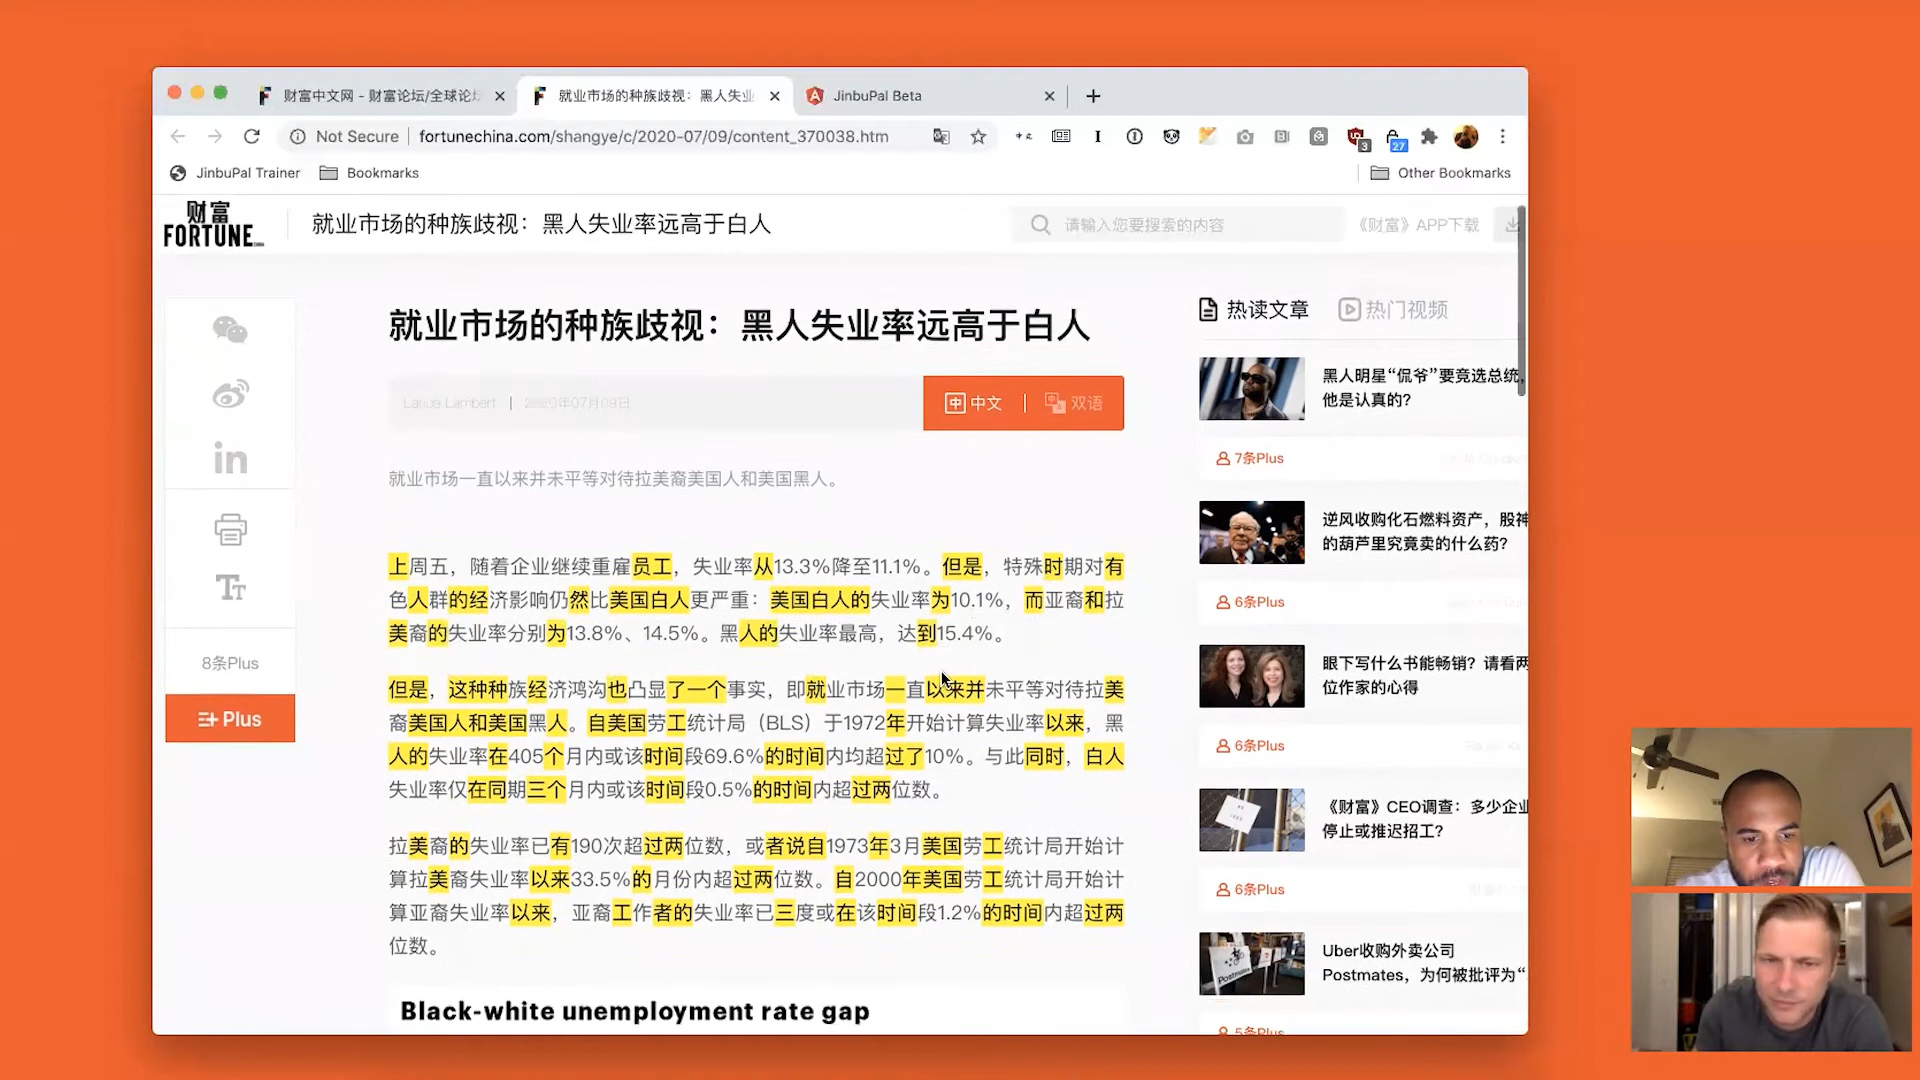 财富中文网 - 财富论坛/全球论坛
就业市场的种族歧视：黑人失业
JinbuPal Beta
Not Secure
fortunechina.com/shangye/c/2020-07/09/content_370038.htm
3
27
JinbuPal Trainer
Bookmarks
Other Bookmarks
财富
FORTUNE
就业市场的种族歧视：黑人失业率远高于白人
请输入您要搜索的内容
《财富》APP下载
就业市场的种族歧视：黑人失业率远高于白人
中文
双语
就业市场一直以来并未平等对待拉美裔美国人和美国黑人。
上周五，随着企业继续重雇员工，失业率从13.3%降至11.1%。但是，特殊时期对有
色人群的经济影响仍然比美国白人更严重：美国白人的失业率为10.1%，而亚裔和拉
美裔的失业率分别为13.8%、14.5%。黑人的失业率最高，达到15.4%。
但是，这种种族经济鸿沟也凸显了一个事实，即就业市场一直以来并未平等对待拉美
裔美国人和美国黑人。自美国劳工统计局（BLS）于1972年开始计算失业率以来，黑
人的失业率在405个月内或该时间段69.6%的时间内均超过了10%。与此同时，白人
失业率仅在同期三个月内或该时间段0.5%的时间内超过两位数。
拉美裔的失业率已有190次超过两位数，或者说自1973年3月美国劳工统计局开始计
算拉美裔失业率以来33.5%的月份内超过两位数。自2000年美国劳工统计局开始计
算亚裔失业率以来，亚裔工作者的失业率已三度或在该时间段1.2%的时间内超过两
位数。
Black-white unemployment rate gap
8条Plus
Plus
热读文章
热门视频
黑人明星“侃爷”要竞选总统，
他是认真的？
7条Plus
逆风收购化石燃料资产，股神
的葫芦里究竟卖的什么药？
6条Plus
眼下写什么书能畅销？请看两
位作家的心得
6条Plus
《财富》CEO调查：多少企业
停止或推迟招工？
6条Plus
Uber收购外卖公司
Postmates，为何被批评为“
5条Plus